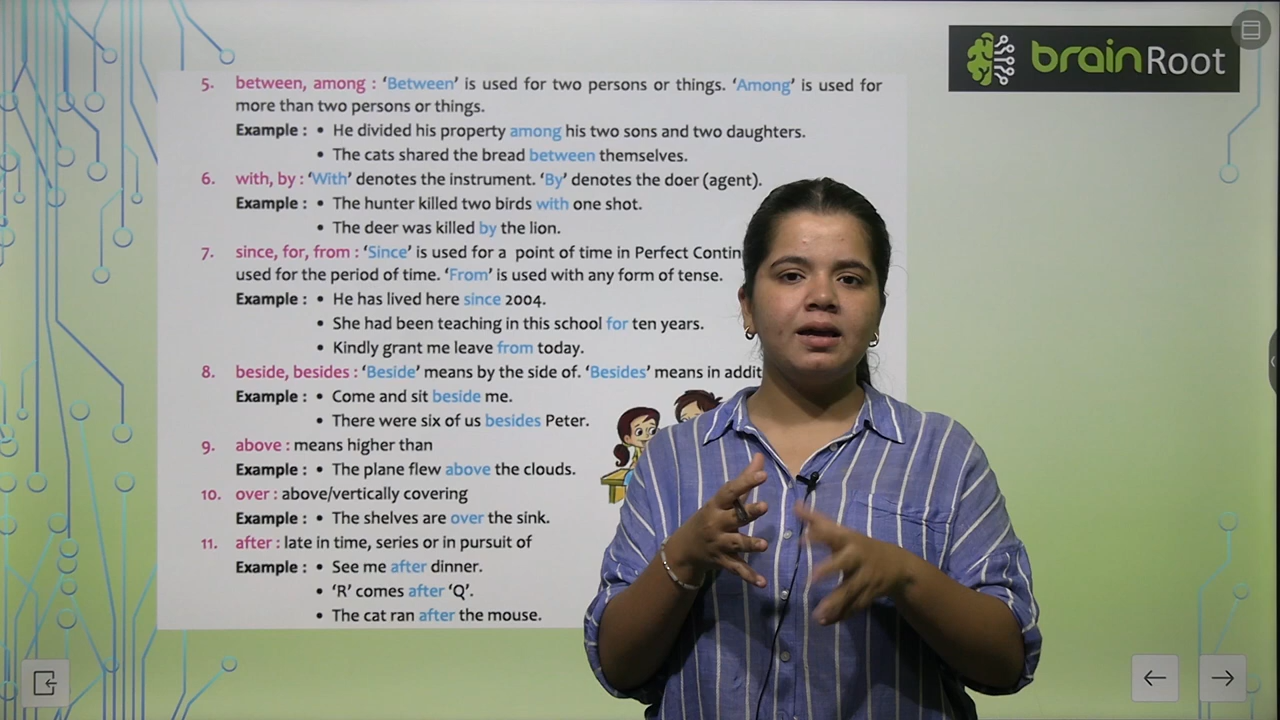 brainRoot
5. between, among : ‘Between’ is used for two persons or things. ‘Among’ is used for
more than two persons or things.
Example : • He divided his property among his two sons and two daughters.
• The cats shared the bread between themselves.
6. with, by : ‘With’ denotes the instrument. ‘By’ denotes the doer (agent).
Example : • The hunter killed two birds with one shot.
• The deer was killed by the lion.
7. since, for, from : ‘Since’ is used for a point of time in Perfect
used for the period of time. ‘From’ is used with any form of tense.
Example : • He has lived here since 2004.
• She had been teaching in this school for ten years.
• Kindly grant me leave from today.
8. beside, besides : ‘Beside’ means by the side of. ‘Besides’ means in
Example : • Come and sit beside me.
• There were six of us besides Peter.
9. above : means higher than
Example : • The plane flew above the clouds.
10. over : above/vertically covering
Example : • The shelves are over the sink.
11. after : late in time, series or in pursuit of
Example : • See me after dinner.
• ‘R’ comes after ‘Q’.
• The cat ran after the mouse.